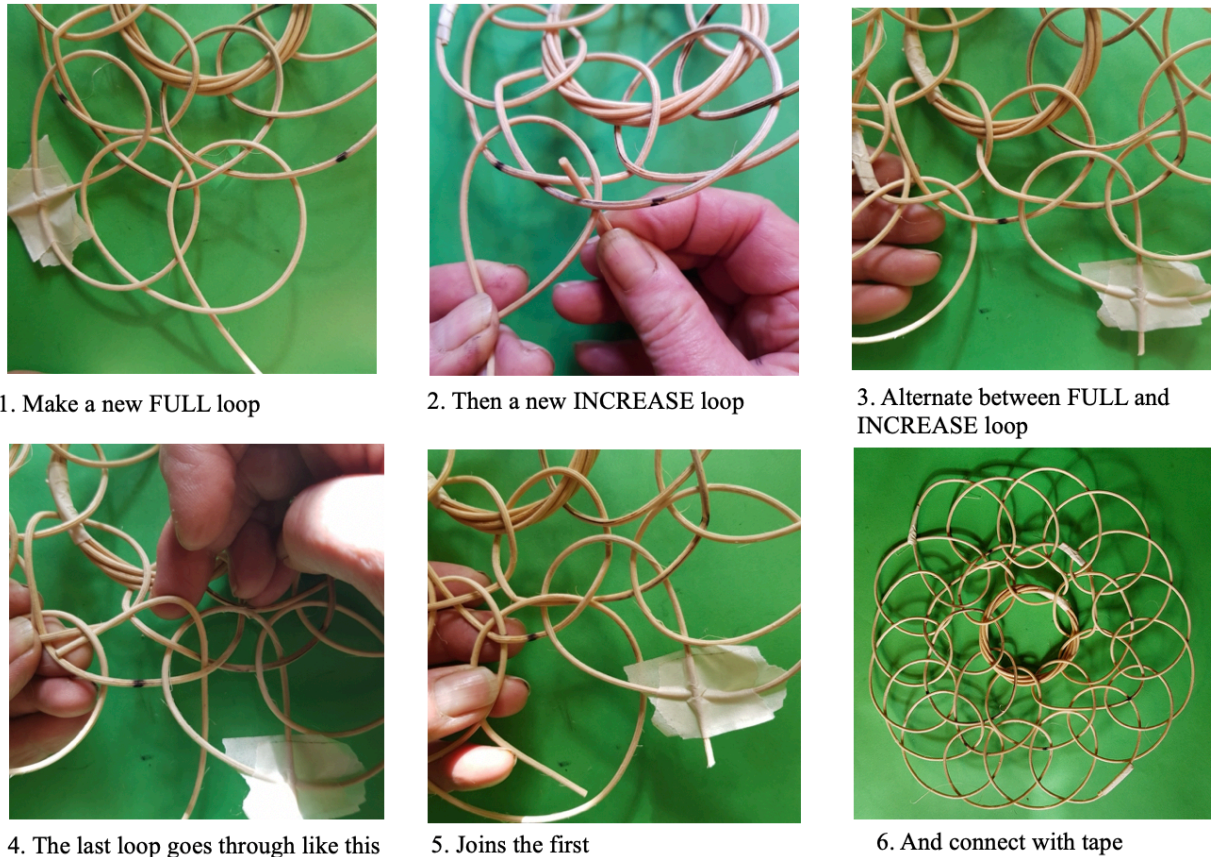 1. Make a new FULL loop
2. Then a new INCREASE loop
3. Alternate between FULL and
INCREASE loop
4. The last loop goes through like this
5. Joins the first
6. And connect with tape